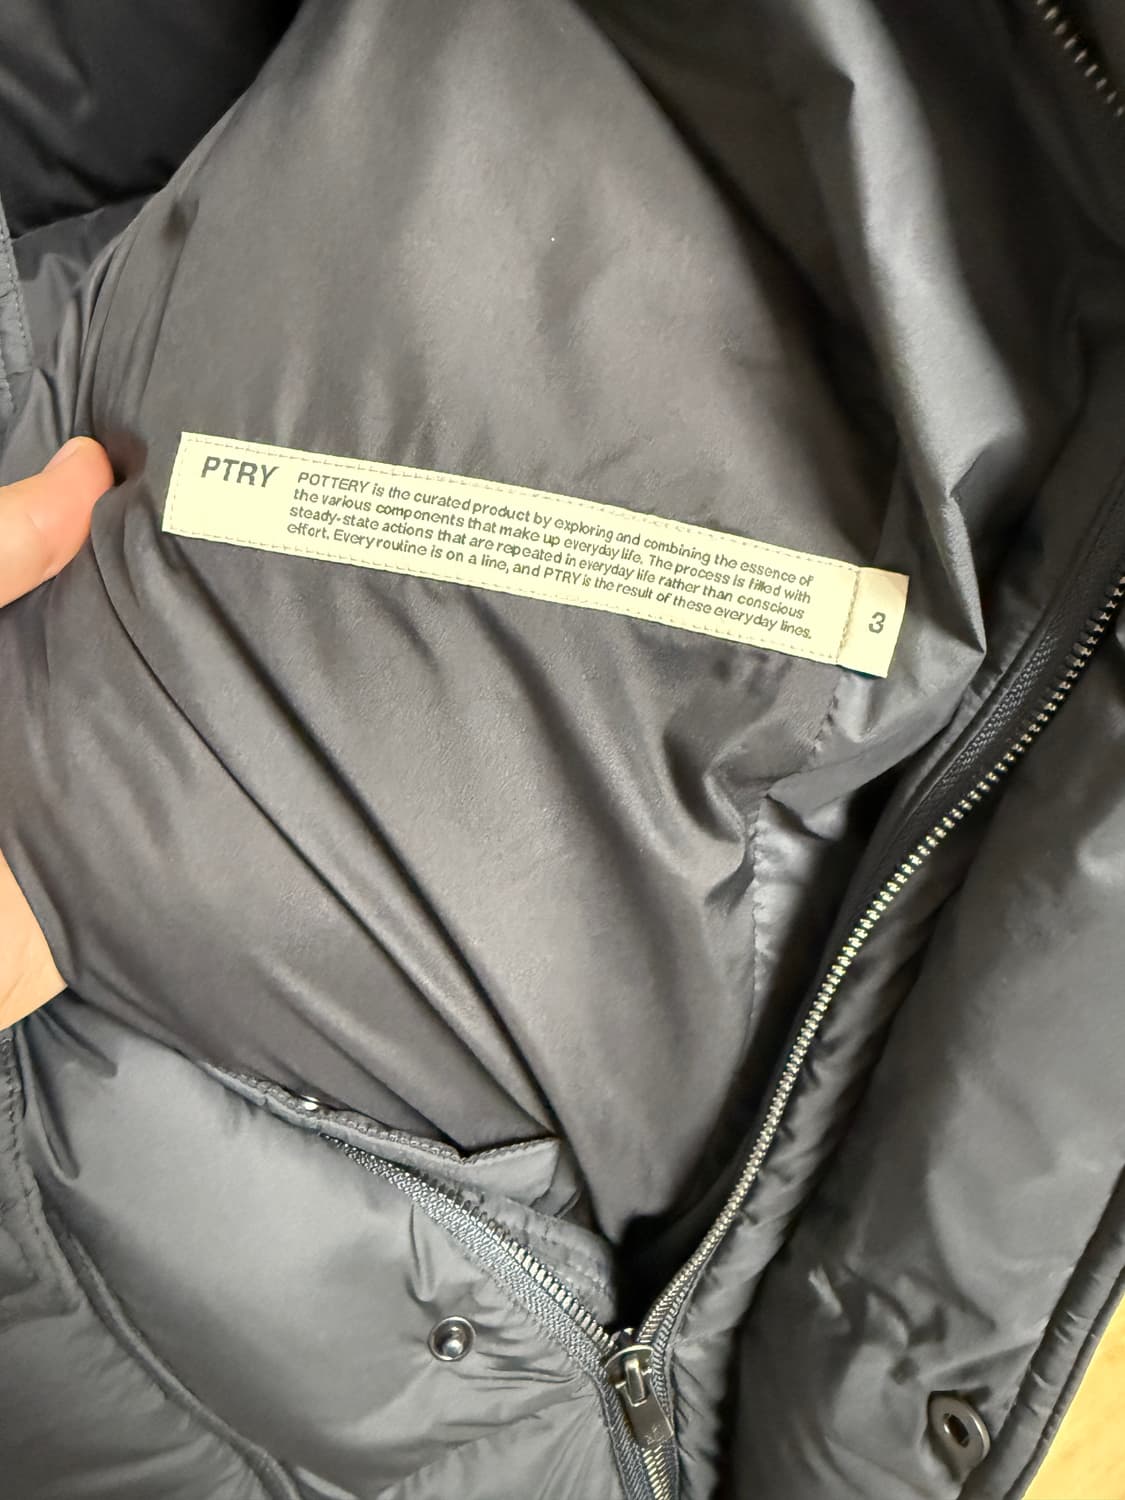 PTRY
POTTERY is the curated product by exploring and combining the essence of
the various components that make up everyday life. The process is filled with
steady-state actions that are repeated in everyday life rather than conscious
effort. Every routine is on a line, and PTRY is the result of these everyday lines.
3